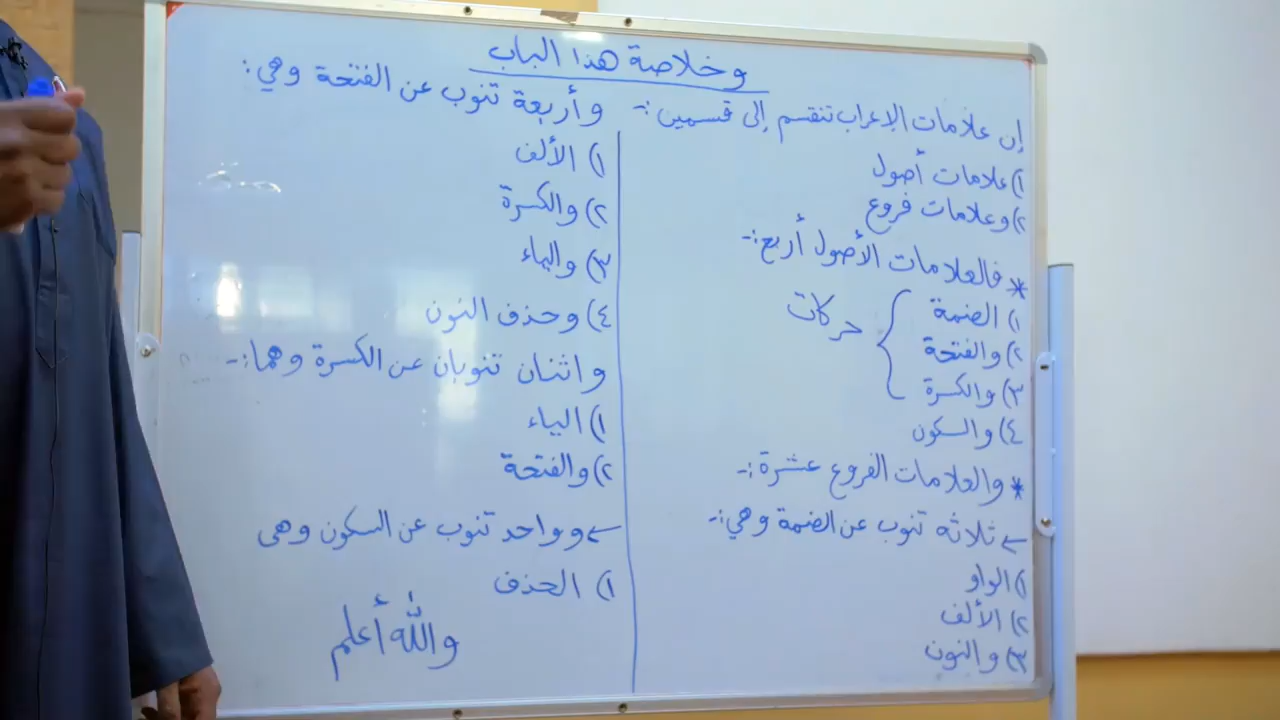 وخلاصة هذا الباب
إن علامات الإعراب تنقسم إلى قسمين :-
١) علامات أصول
٢) وعلامات فروع
* فالعلامات الأصول أربع :-
١) الضمة
٢) والفتحة
٣) والكسرة
حركات
٤) والسكون
* والعلامات الفروع عشرة :-
ثلاثه تنوب عن الضمة وهي :-
١) الواو
٢) الألف
٣) والنون
وأربعة تنوب عن الفتحة وهي :
١) الألف
٢) والكسرة
٣) والياء
٤) وحذف النون
واثنان تنوبان عن الكسرة وهما :-
١) الياء
٢) والفتحة
وواحد تنوب عن السكون وهى
١) الحذف
والله أعلم